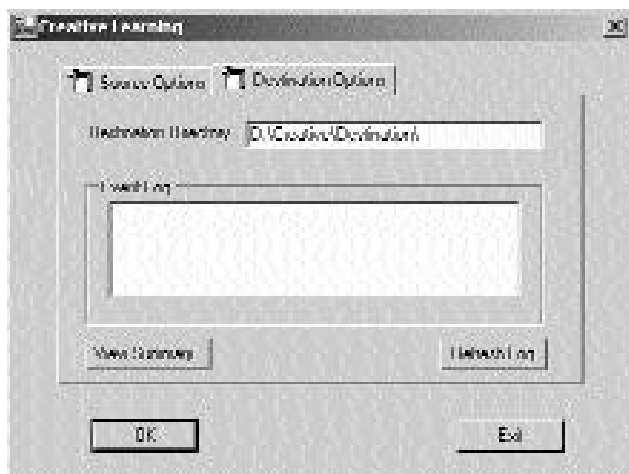 Creative Learning
Source Options
Destination Options
Destination Directory
D:\Creative\Destination\
Event Log
View Summary
Refresh Log
OK
Exit